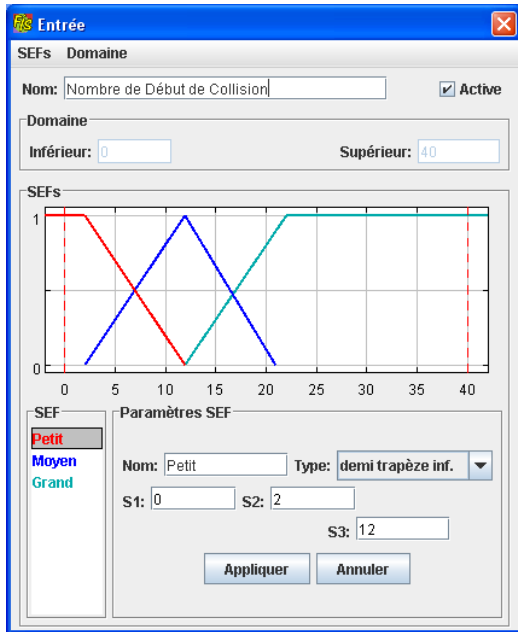 Entrée
SEFs Domaine
Nom: Nombre de Début de Collision Active
Domaine
Inférieur: 0 Supérieur: 40
SEFs
1
0
0 5 10 15 20 25 30 35 40
SEF Paramètres SEF
Petit
Moyen
Grand
Nom: Petit Type: demi trapèze inf.
S1: 0 S2: 2
S3: 12
Appliquer Annuler